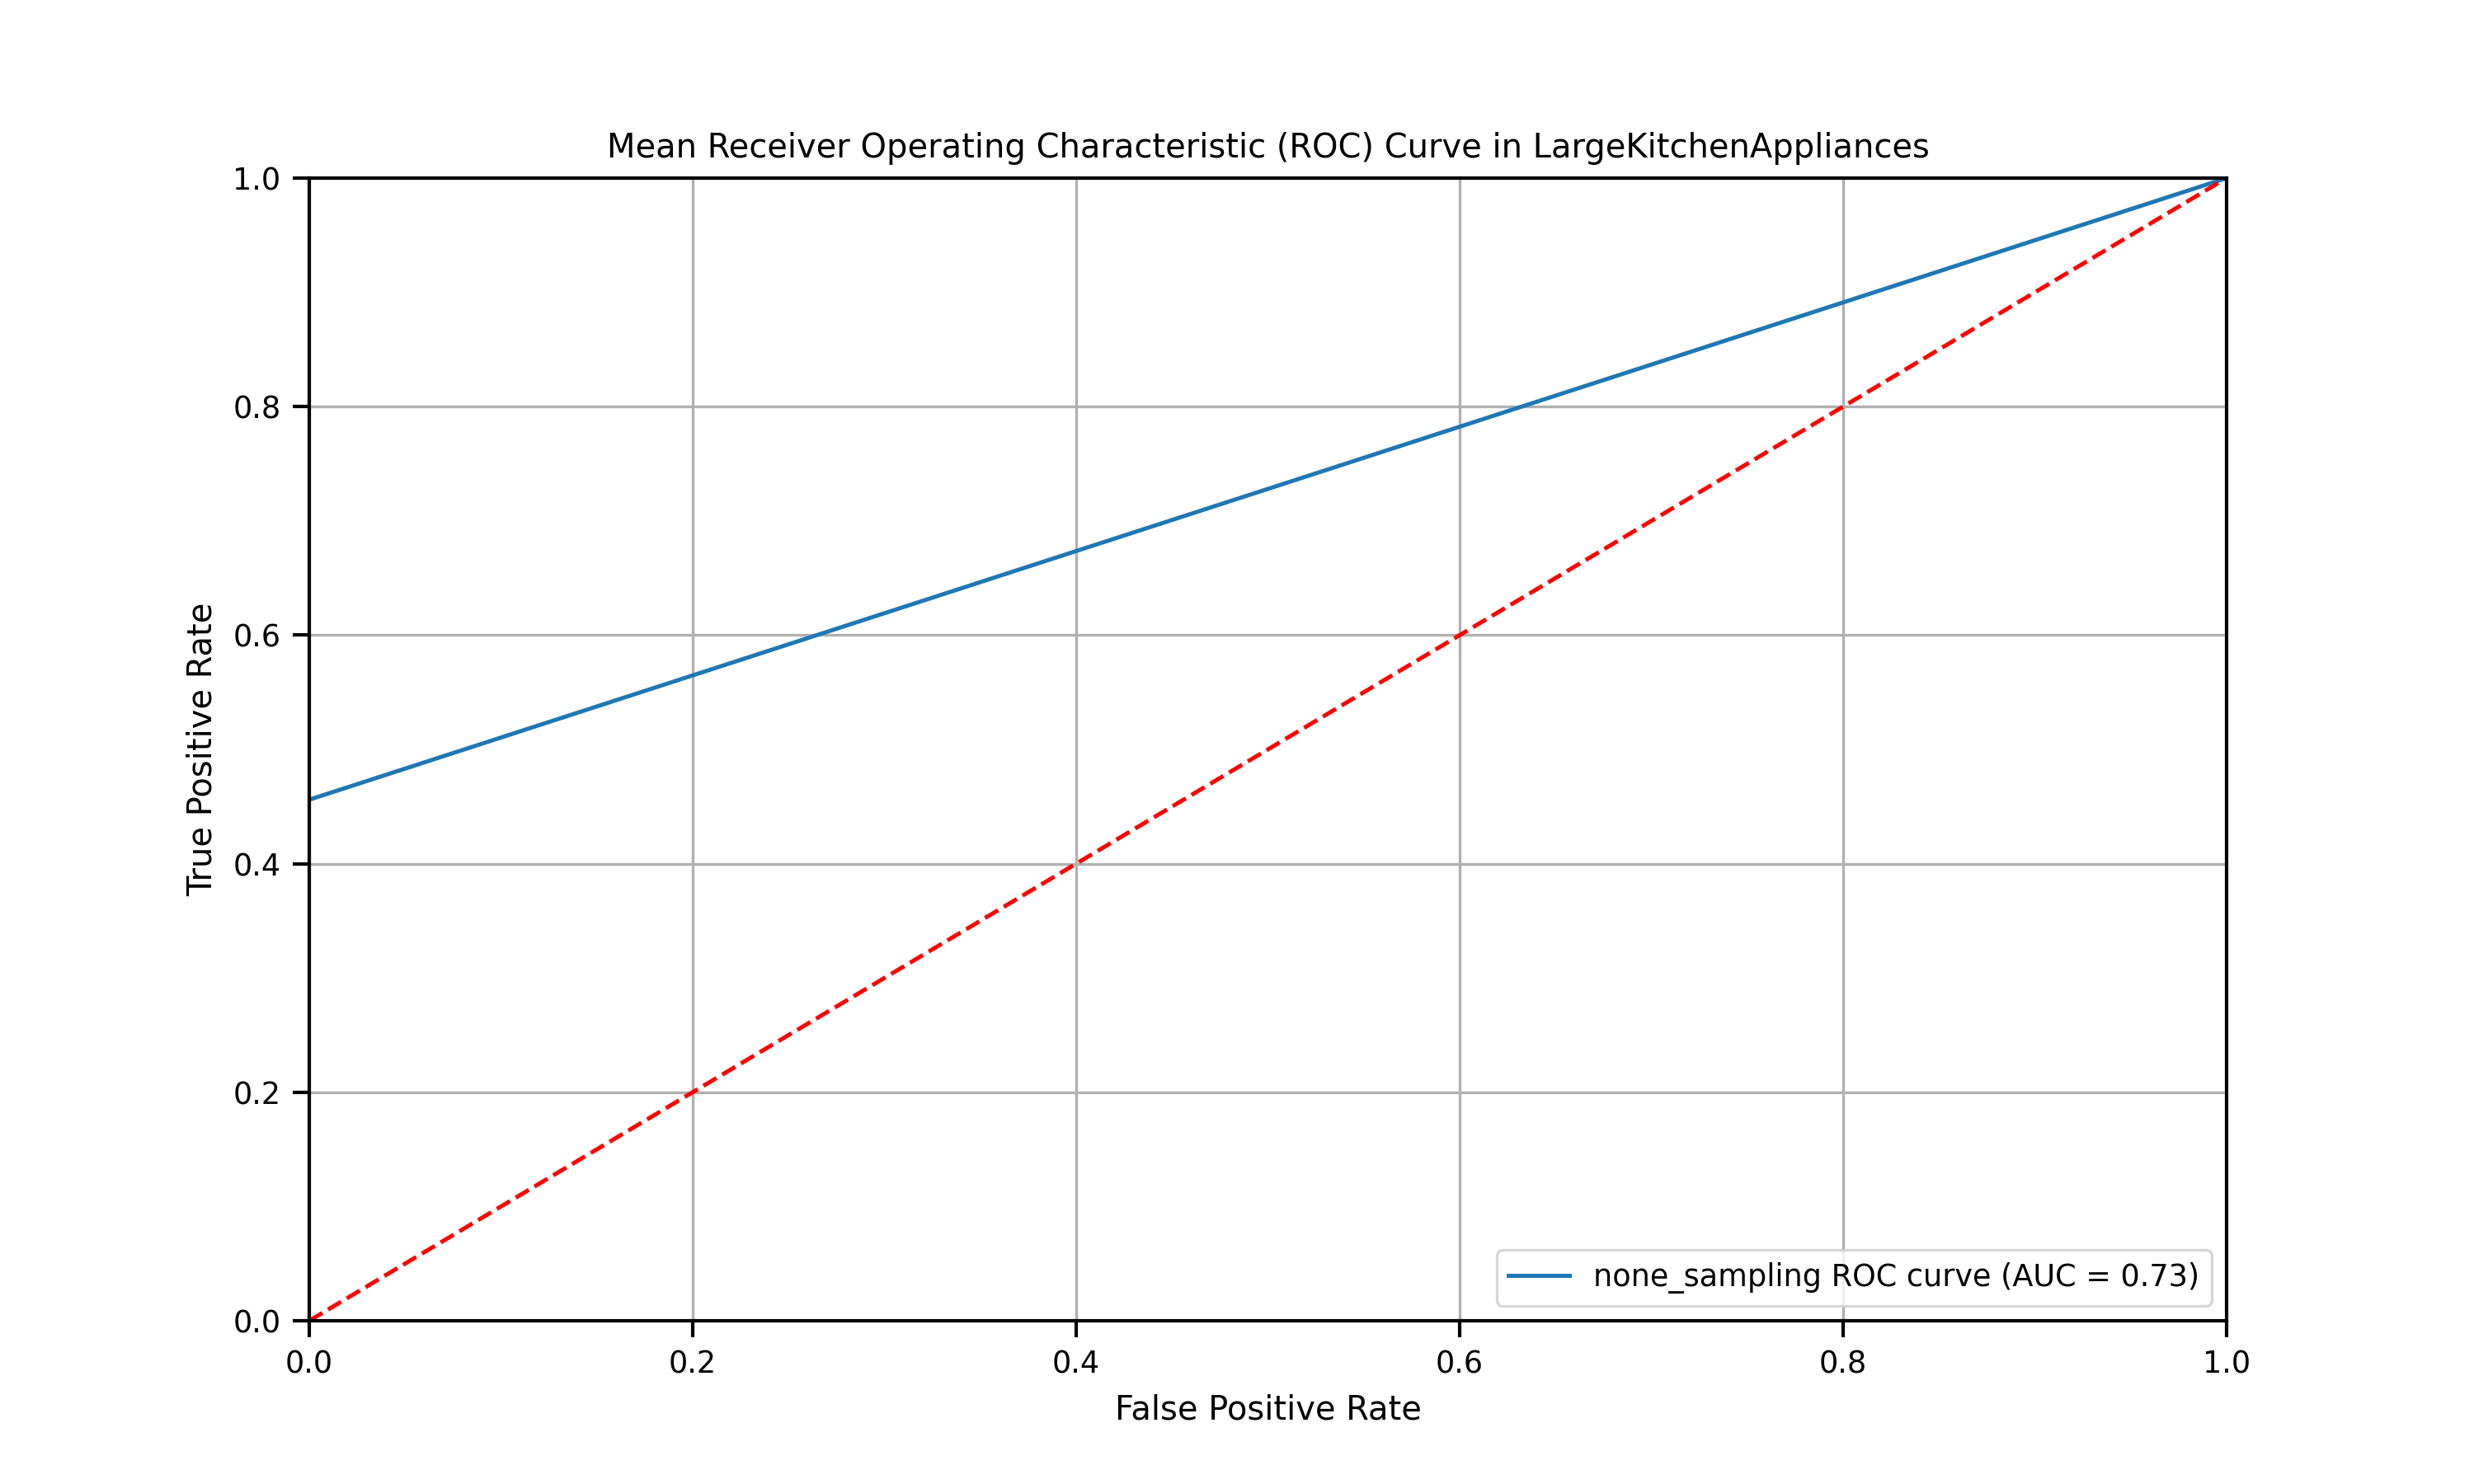 Mean Receiver Operating Characteristic (ROC) Curve in LargeKitchenAppliances
1.0
0.8
0.6
0.4
0.2
0.0
True Positive Rate
none_sampling ROC curve (AUC = 0.73)
0.0 0.2 0.4 0.6 0.8 1.0
False Positive Rate